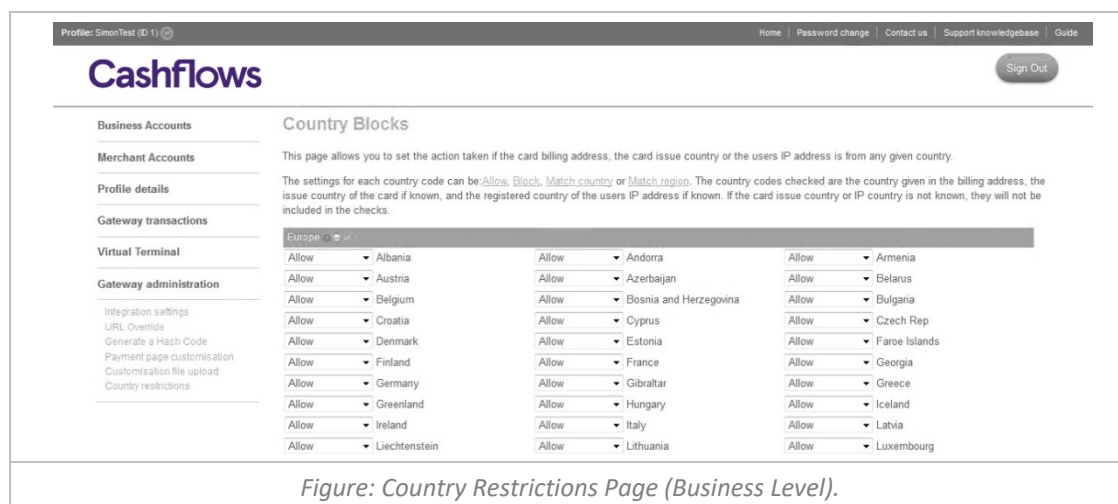 Profile: SimonTest (ID 1)
Home | Password change | Contact us | Support knowledgebase | Guide
Cashflows
Sign Out
Business Accounts
Merchant Accounts
Profile details
Gateway transactions
Virtual Terminal
Gateway administration
Integration settings
URL Override
Generate a Hash Code
Payment page customisation
Customisation file upload
Country restrictions
Country Blocks
This page allows you to set the action taken if the card billing address, the card issue country or the users IP address is from any given country.
The settings for each country code can be:Allow, Block, Match country or Match region. The country codes checked are the country given in the billing address, the
issue country of the card if known, and the registered country of the users IP address if known. If the card issue country or IP country is not known, they will not be
included in the checks.
Europe
Allow Albania Allow Andorra Allow Armenia
Allow Austria Allow Azerbaijan Allow Belarus
Allow Belgium Allow Bosnia and Herzegovina Allow Bulgaria
Allow Croatia Allow Cyprus Allow Czech Rep
Allow Denmark Allow Estonia Allow Faroe Islands
Allow Finland Allow France Allow Georgia
Allow Germany Allow Gibraltar Allow Greece
Allow Greenland Allow Hungary Allow Iceland
Allow Ireland Allow Italy Allow Latvia
Allow Liechtenstein Allow Lithuania Allow Luxembourg
Figure: Country Restrictions Page (Business Level).